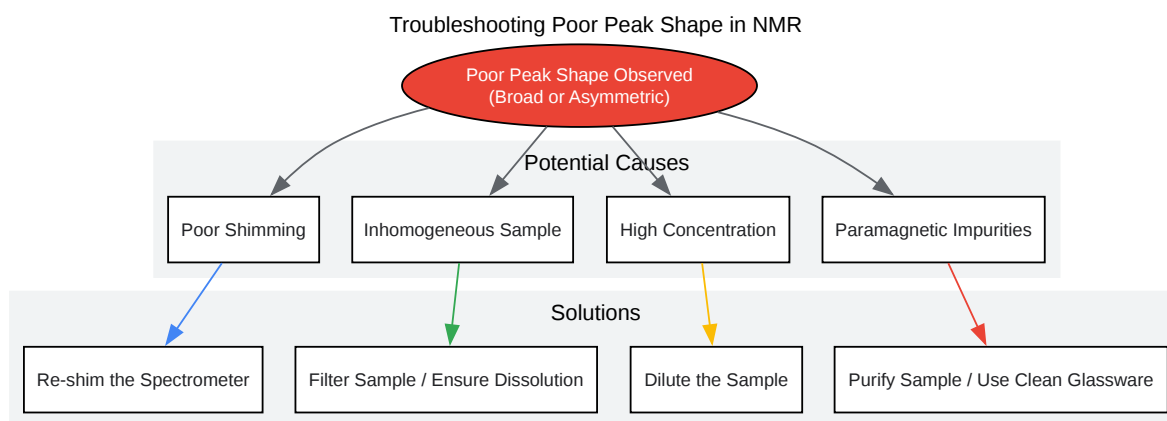 Troubleshooting Poor Peak Shape in NMR
Poor Peak Shape Observed
(Broad or Asymmetric)
Potential Causes
Poor Shimming
Inhomogeneous Sample
High Concentration
Paramagnetic Impurities
Solutions
Re-shim the Spectrometer
Filter Sample / Ensure Dissolution
Dilute the Sample
Purify Sample / Use Clean Glassware